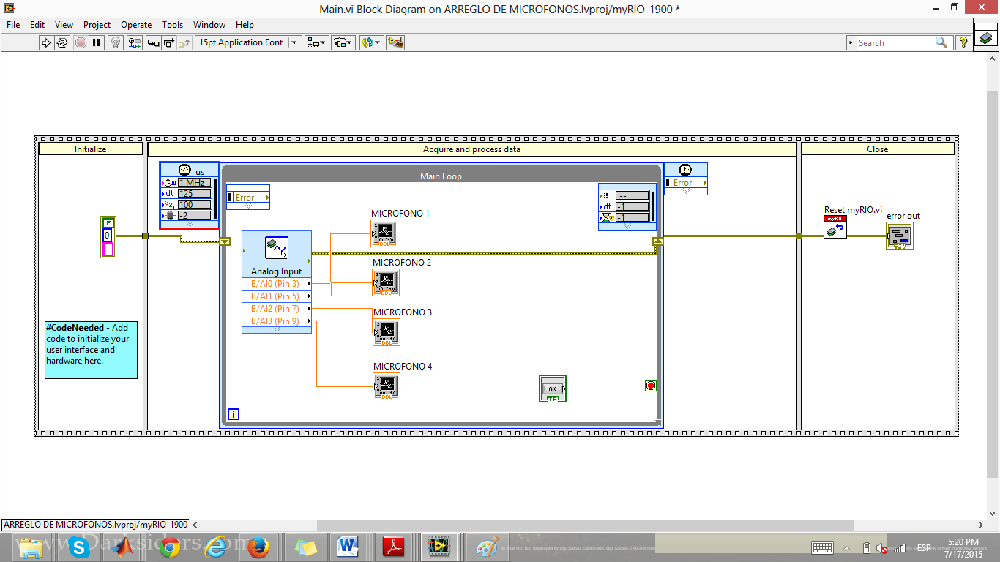 Main.vi Block Diagram on ARREGLO DE MICROFONOS.lvproj/myRIO-1900 *
File Edit View Project Operate Tools Window Help
15pt Application Font
Search
Initialize
Acquire and process data
Close
us
1 MHz
dt 125
100
-2
Error
Main Loop
Error
--
dt -1
-1
F
0
#CodeNeeded - Add
code to initialize your
user interface and
hardware here.
Analog Input
B/AI0 (Pin 3)
B/AI1 (Pin 5)
B/AI2 (Pin 7)
B/AI3 (Pin 9)
MICROFONO 1
DBL
MICROFONO 2
DBL
MICROFONO 3
DBL
MICROFONO 4
DBL
OK
TF
i
Reset myRIO.vi
myRIO
error out
ARREGLO DE MICROFONOS.lvproj/myRIO-1900
www.Darksiders.com
ESP
5:20 PM
7/17/2015